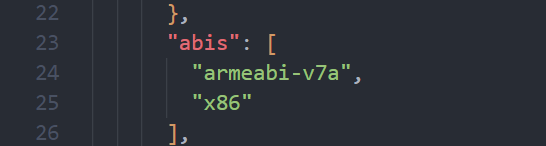 22 },
23 "abis": [
24 "armeabi-v7a",
25 "x86"
26 ],